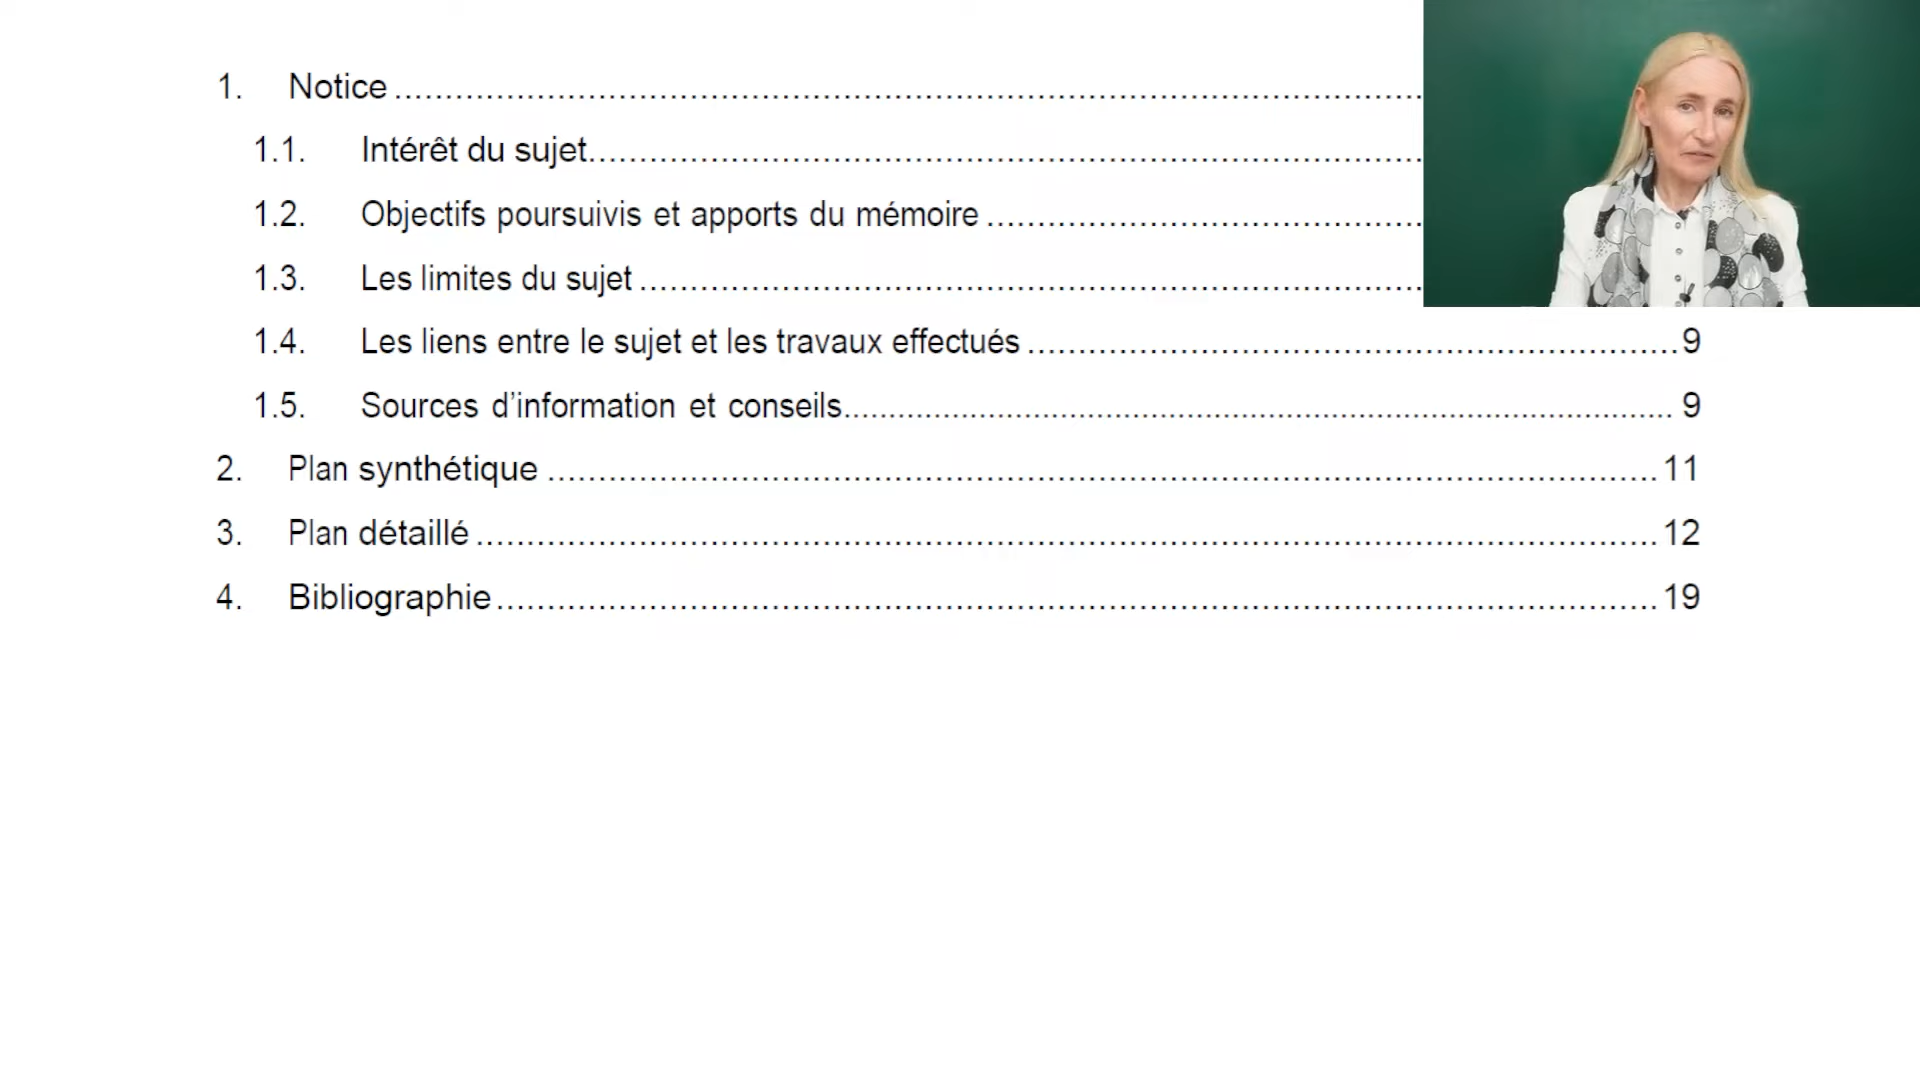 1. Notice
1.1. Intérêt du sujet
1.2. Objectifs poursuivis et apports du mémoire
1.3. Les limites du sujet
1.4. Les liens entre le sujet et les travaux effectués 9
1.5. Sources d'information et conseils 9
2. Plan synthétique 11
3. Plan détaillé 12
4. Bibliographie 19